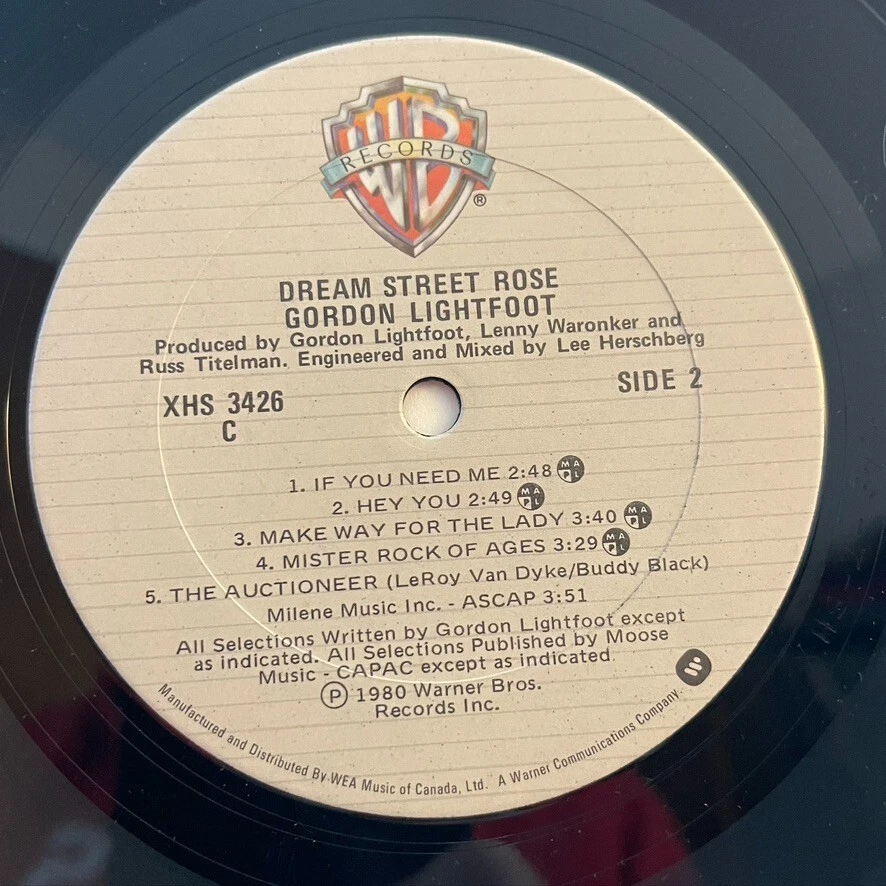 WB
RECORDS
®
DREAM STREET ROSE
GORDON LIGHTFOOT
Produced by Gordon Lightfoot, Lenny Waronker and
Russ Titelman. Engineered and Mixed by Lee Herschberg
XHS 3426
C
SIDE 2
1. IF YOU NEED ME 2:48 MAPL
2. HEY YOU 2:49 MAPL
3. MAKE WAY FOR THE LADY 3:40 MAPL
4. MISTER ROCK OF AGES 3:29 MAPL
5. THE AUCTIONEER (LeRoy Van Dyke/Buddy Black)
Milene Music Inc. - ASCAP 3:51
All Selections Written by Gordon Lightfoot except
as indicated. All Selections Published by Moose
Music - CAPAC except as indicated.
℗ 1980 Warner Bros.
Records Inc.
Manufactured and Distributed By WEA Music of Canada, Ltd. A Warner Communications Company.